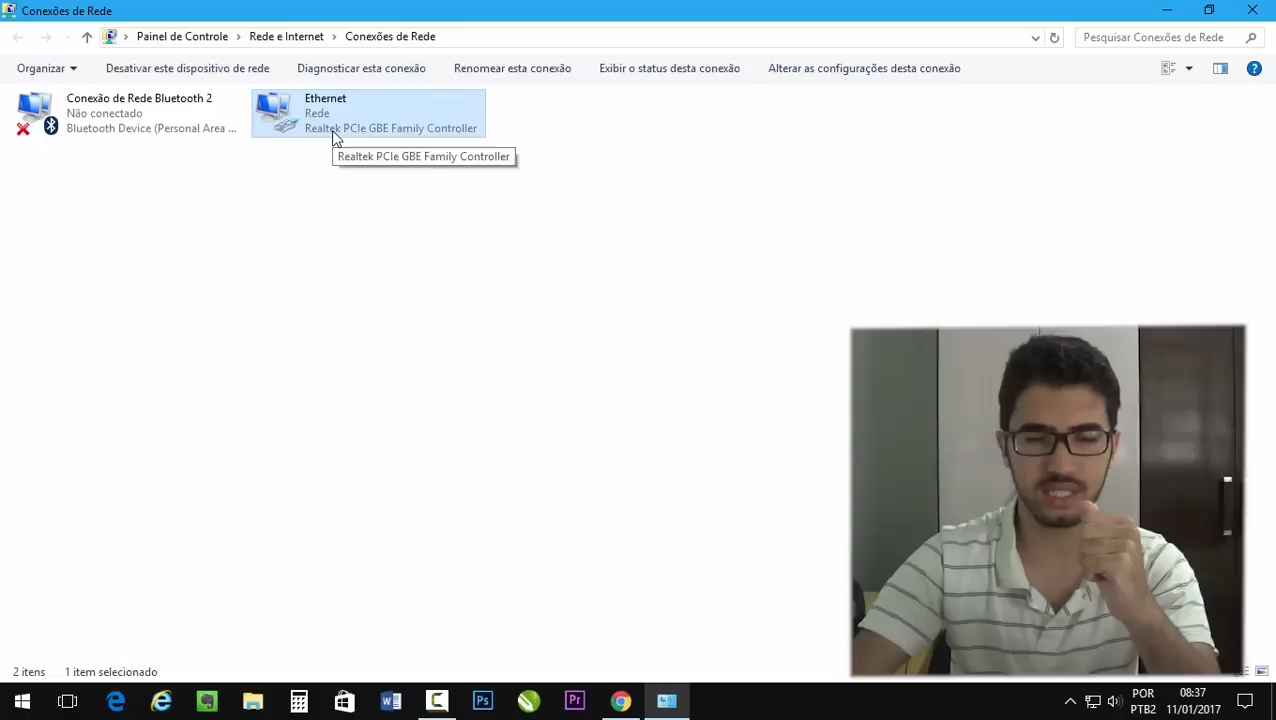 Conexões de Rede
Painel de Controle Rede e Internet Conexões de Rede
Pesquisar Conexões de Rede
Organizar Desativar este dispositivo de rede Diagnosticar esta conexão Renomear esta conexão Exibir o status desta conexão Alterar as configurações desta conexão
Conexão de Rede Bluetooth 2
Não conectado
Bluetooth Device (Personal Area ...
Ethernet
Rede
Realtek PCIe GBE Family Controller
Realtek PCIe GBE Family Controller
2 itens 1 item selecionado
POR
PTB2
08:37
11/01/2017